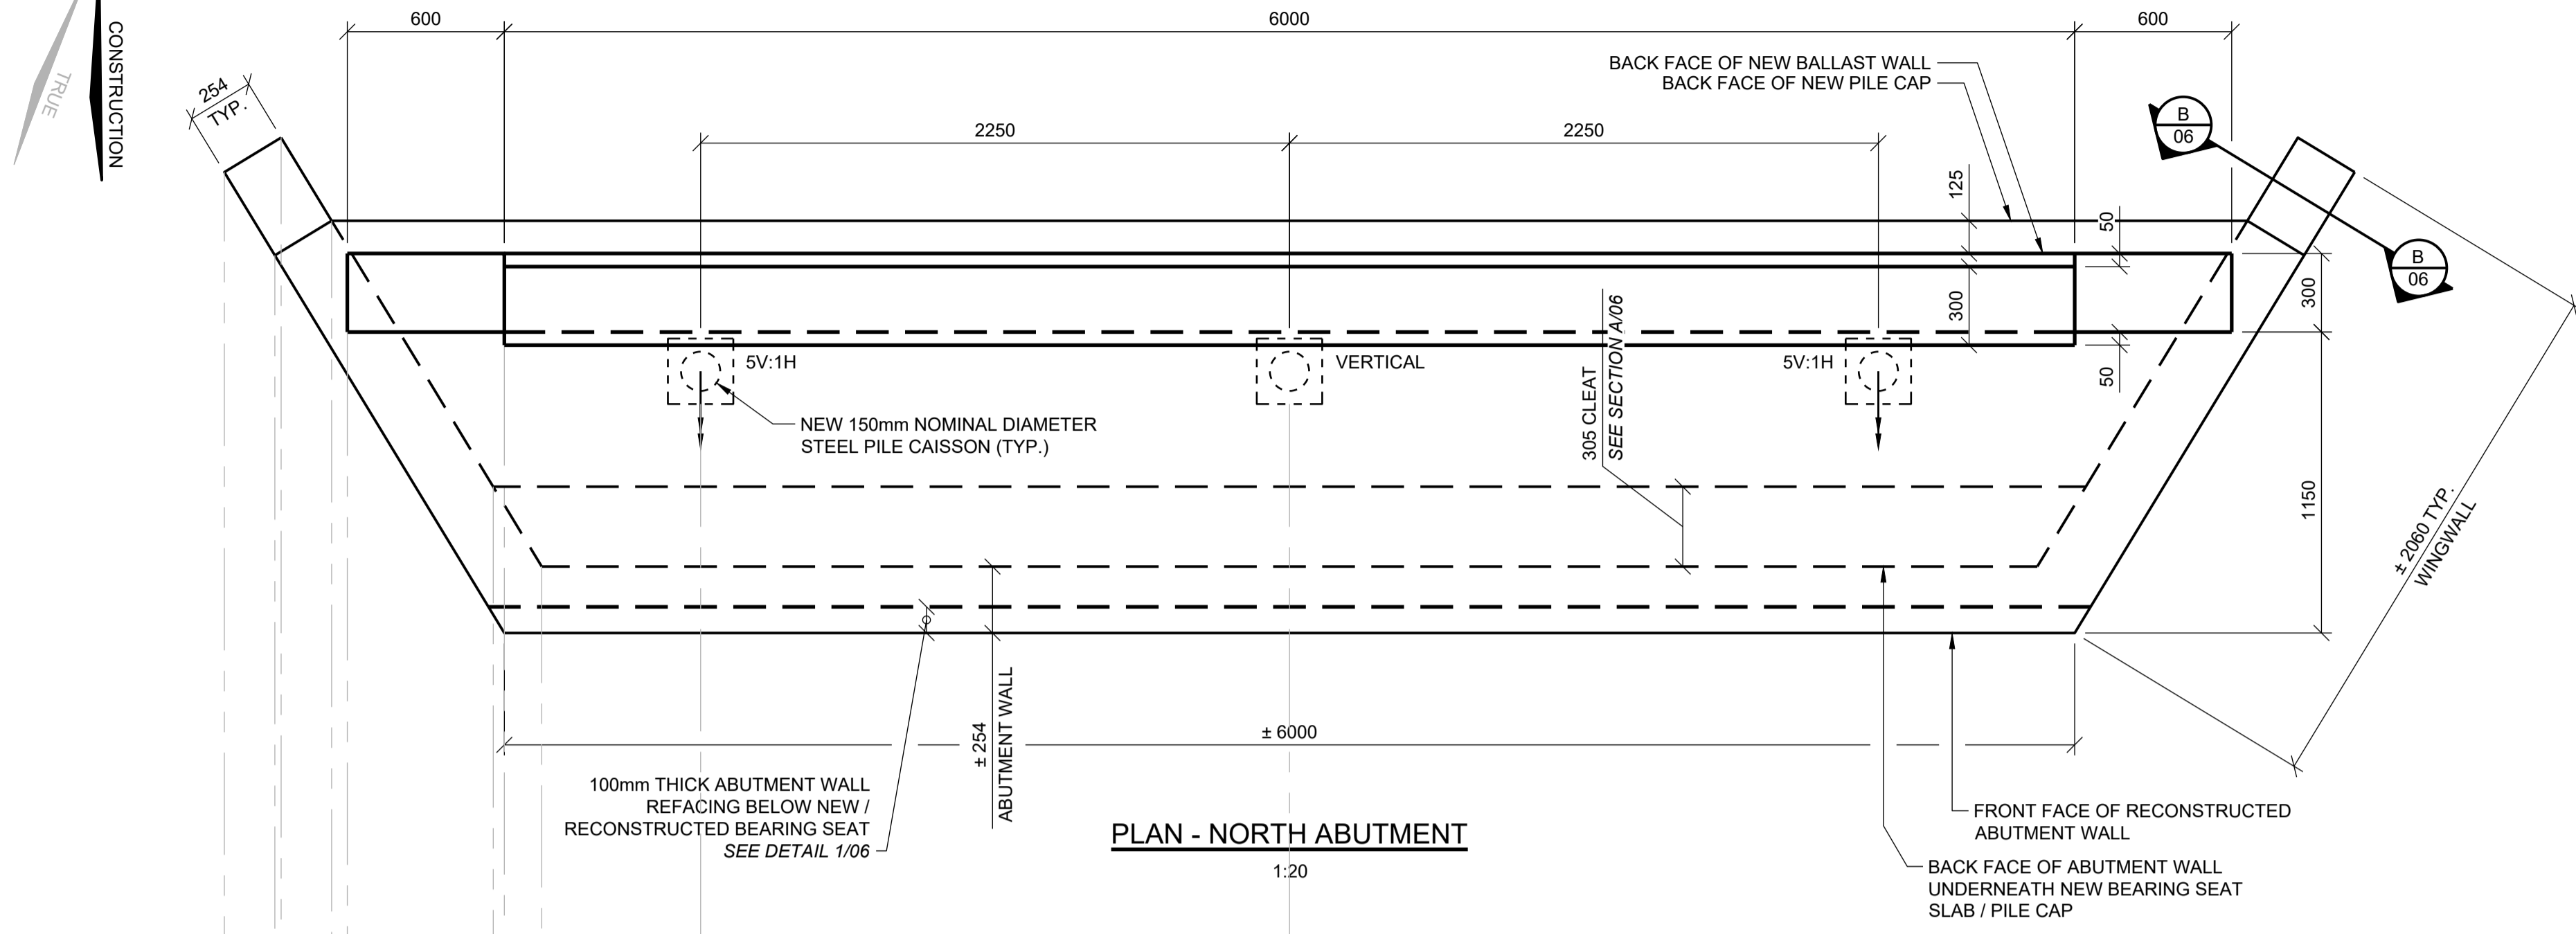 600
6000
600
CONSTRUCTION
TRUE
254
TYP.
BACK FACE OF NEW BALLAST WALL
BACK FACE OF NEW PILE CAP
2250
2250
B
06
B
06
125
50
300
300
50
305 CLEAT
SEE SECTION A/06
5V:1H
VERTICAL
5V:1H
NEW 150mm NOMINAL DIAMETER
STEEL PILE CAISSON (TYP.)
1150
± 2060 TYP.
WINGWALL
± 254
ABUTMENT WALL
± 6000
100mm THICK ABUTMENT WALL
REFACING BELOW NEW /
RECONSTRUCTED BEARING SEAT
SEE DETAIL 1/06
PLAN - NORTH ABUTMENT
1:20
FRONT FACE OF RECONSTRUCTED
ABUTMENT WALL
BACK FACE OF ABUTMENT WALL
UNDERNEATH NEW BEARING SEAT
SLAB / PILE CAP